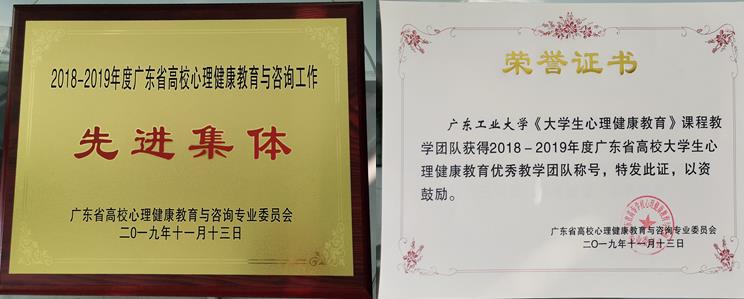 2018-2019年度广东省高校心理健康教育与咨询工作
先进集体
广东省高校心理健康教育与咨询专业委员会
二〇一九年十一月十三日
荣誉证书
广东工业大学《大学生心理健康教育》课程教
学团队获得2018-2019年度广东省高校大学生心
理健康教育优秀教学团队称号，特发此证，以资
鼓励。
广东省高校心理健康教育与咨询专业委员会
二〇一九年十一月十三日